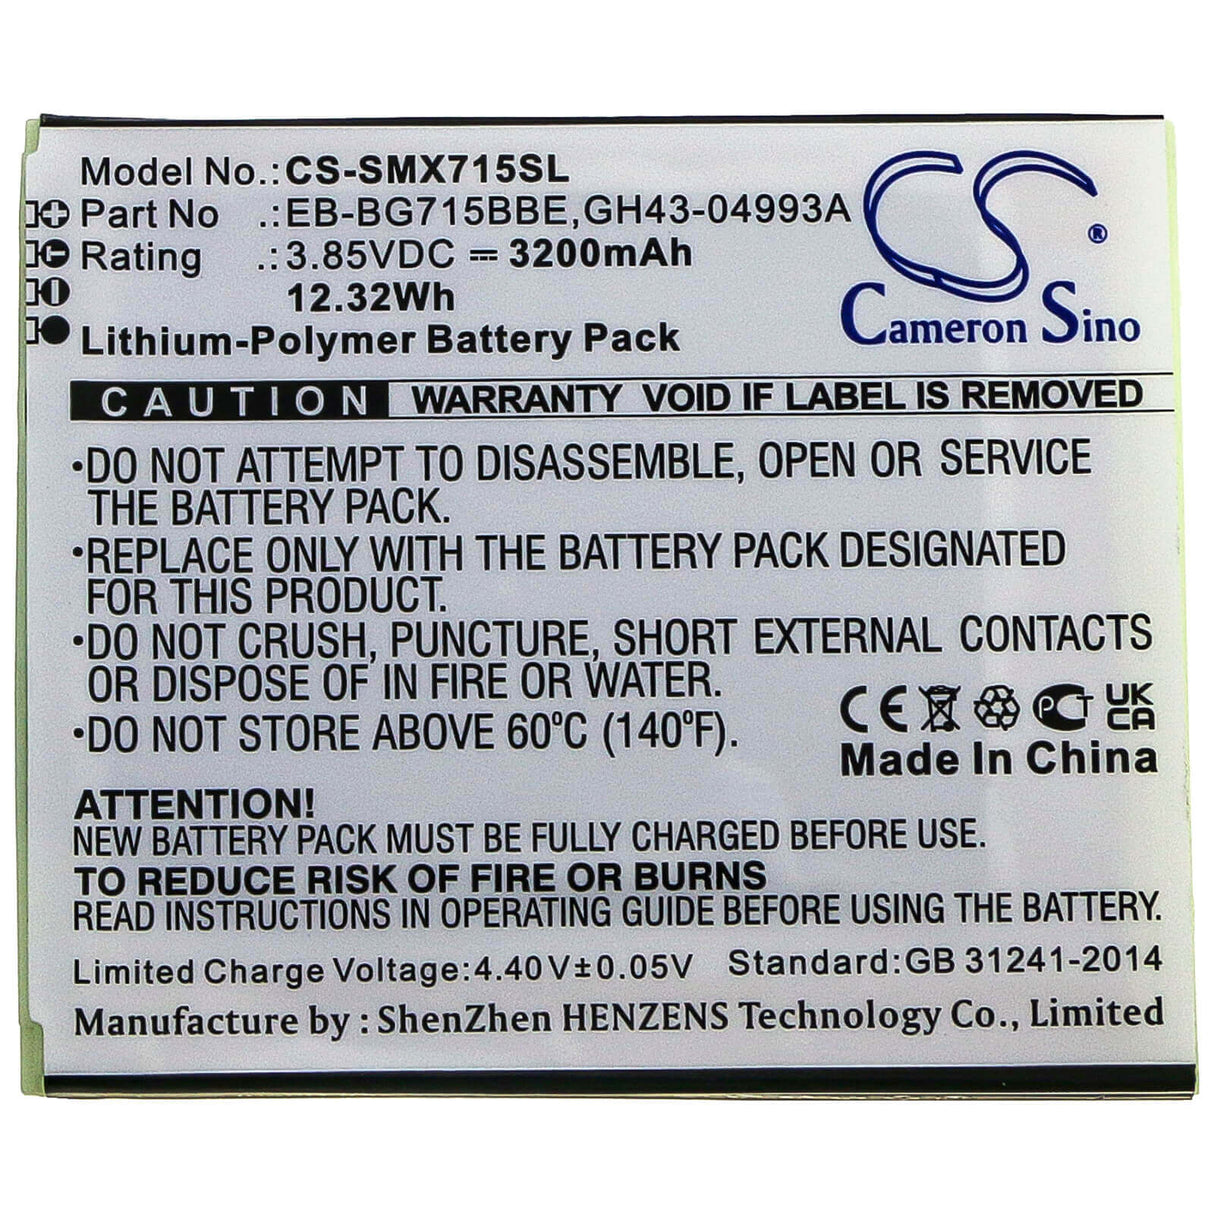 Model No.:CS-SMX715SL
Part No .:EB-BG715BBE,GH43-04993A
Rating .:3.85VDC ⎓ 3200mAh
12.32Wh
Lithium-Polymer Battery Pack
CS®
Cameron Sino
CAUTION WARRANTY VOID IF LABEL IS REMOVED
•DO NOT ATTEMPT TO DISASSEMBLE, OPEN OR SERVICE
THE BATTERY PACK.
•REPLACE ONLY WITH THE BATTERY PACK DESIGNATED
FOR THIS PRODUCT.
•DO NOT CRUSH, PUNCTURE, SHORT EXTERNAL CONTACTS
OR DISPOSE OF IN FIRE OR WATER.
•DO NOT STORE ABOVE 60ºC (140ºF).
CE PCT UK
CA
Made In China
ATTENTION!
NEW BATTERY PACK MUST BE FULLY CHARGED BEFORE USE.
TO REDUCE RISK OF FIRE OR BURNS
READ INSTRUCTIONS IN OPERATING GUIDE BEFORE USING THE BATTERY.
Limited Charge Voltage:4.40V±0.05V Standard:GB 31241-2014
Manufacture by : ShenZhen HENZENS Technology Co., Limited